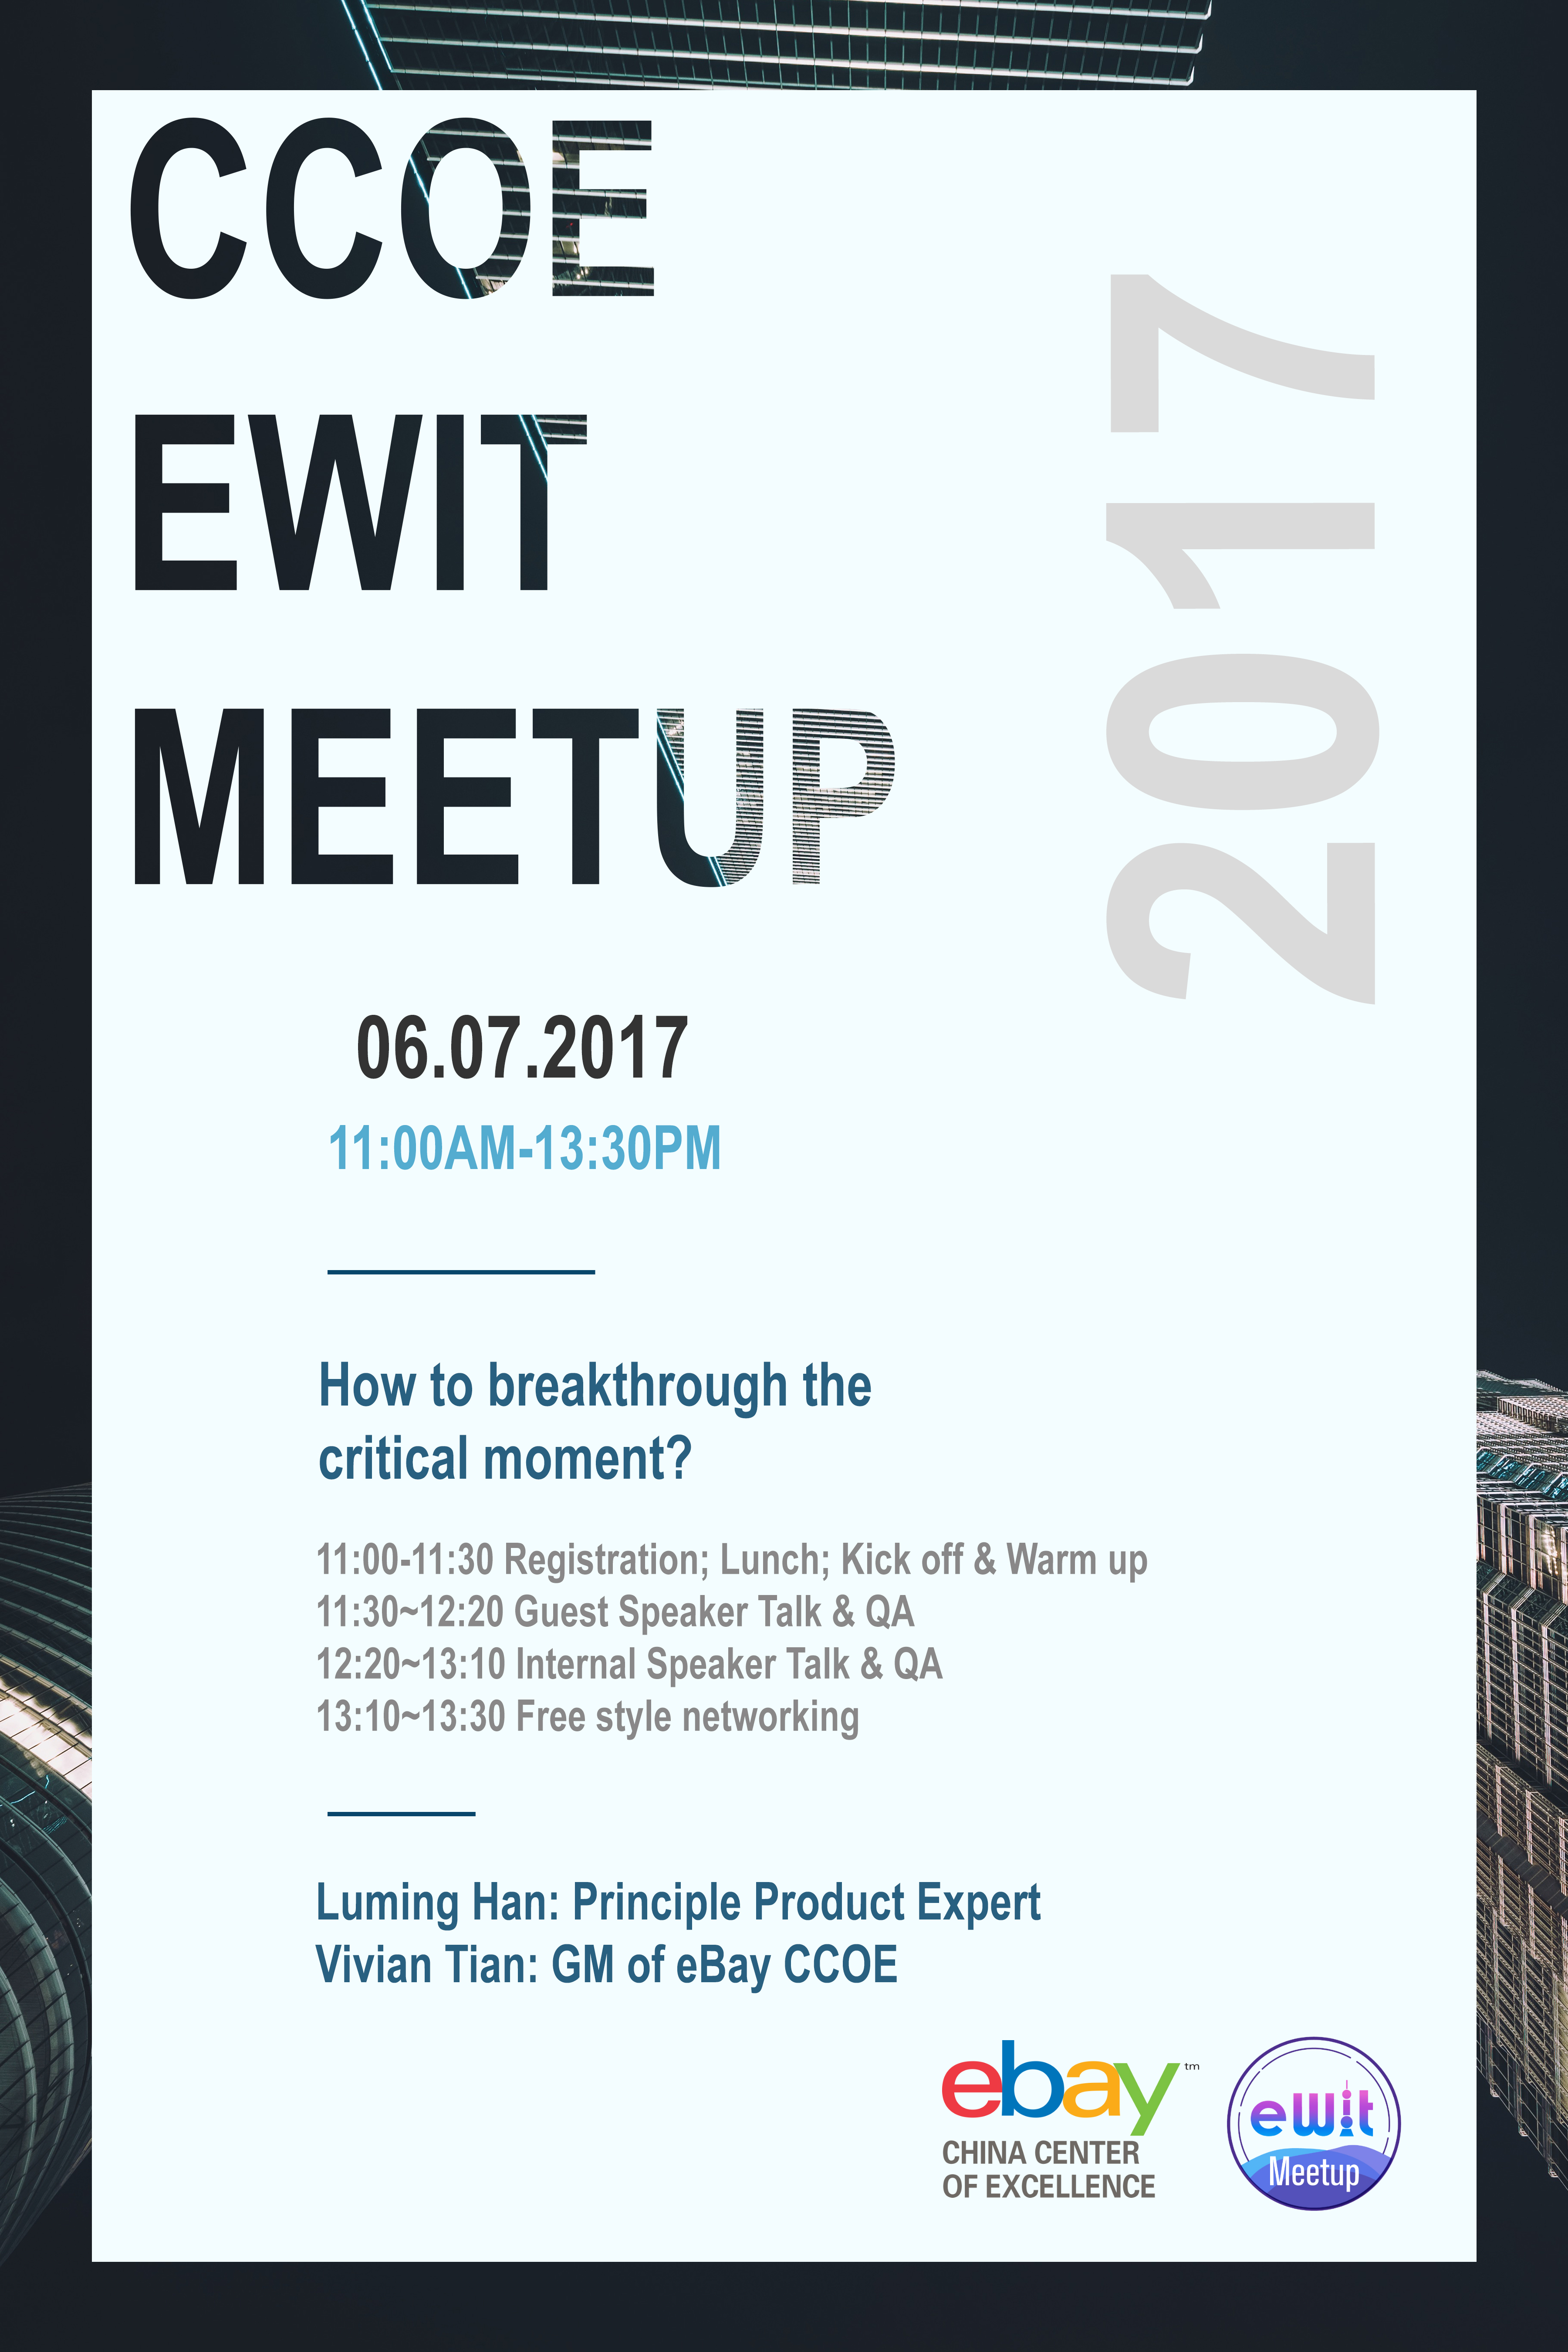 CCOE
EWIT
MEETUP
2017
06.07.2017
11:00AM-13:30PM
How to breakthrough the
critical moment?
11:00-11:30 Registration; Lunch; Kick off & Warm up
11:30~12:20 Guest Speaker Talk & QA
12:20~13:10 Internal Speaker Talk & QA
13:10~13:30 Free style networking
Luming Han: Principle Product Expert
Vivian Tian: GM of eBay CCOE
ebay tm
CHINA CENTER
OF EXCELLENCE
ewit
Meetup